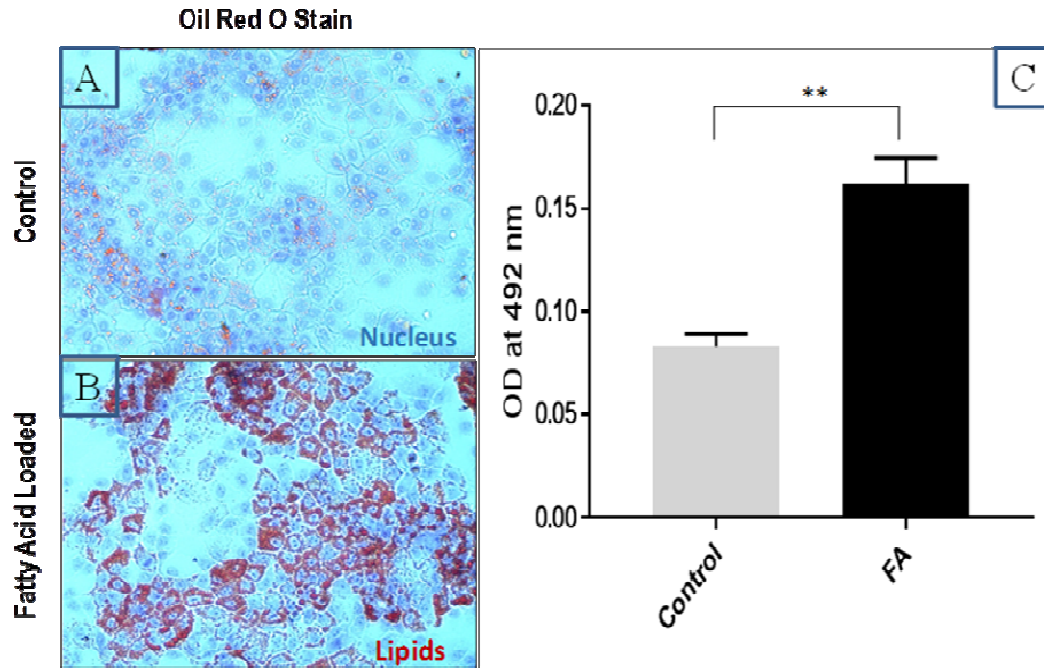 Oil Red O Stain
Control
A
Nucleus
Fatty Acid Loaded
B
Lipids
C
**
OD at 492 nm
0.20
0.15
0.10
0.05
0.00
Control
FA